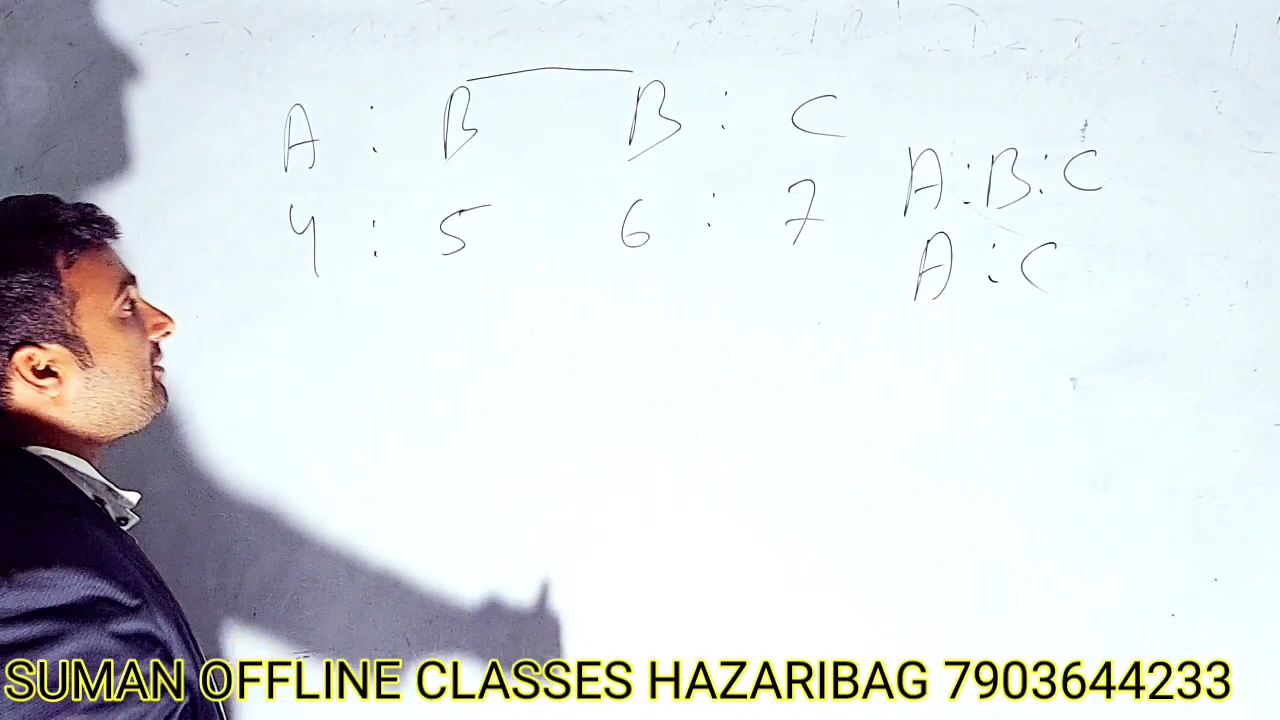 A : B B : C
4 : 5 6 : 7
A : B : C
A : C
SUMAN OFFLINE CLASSES HAZARIBAG 7903644233